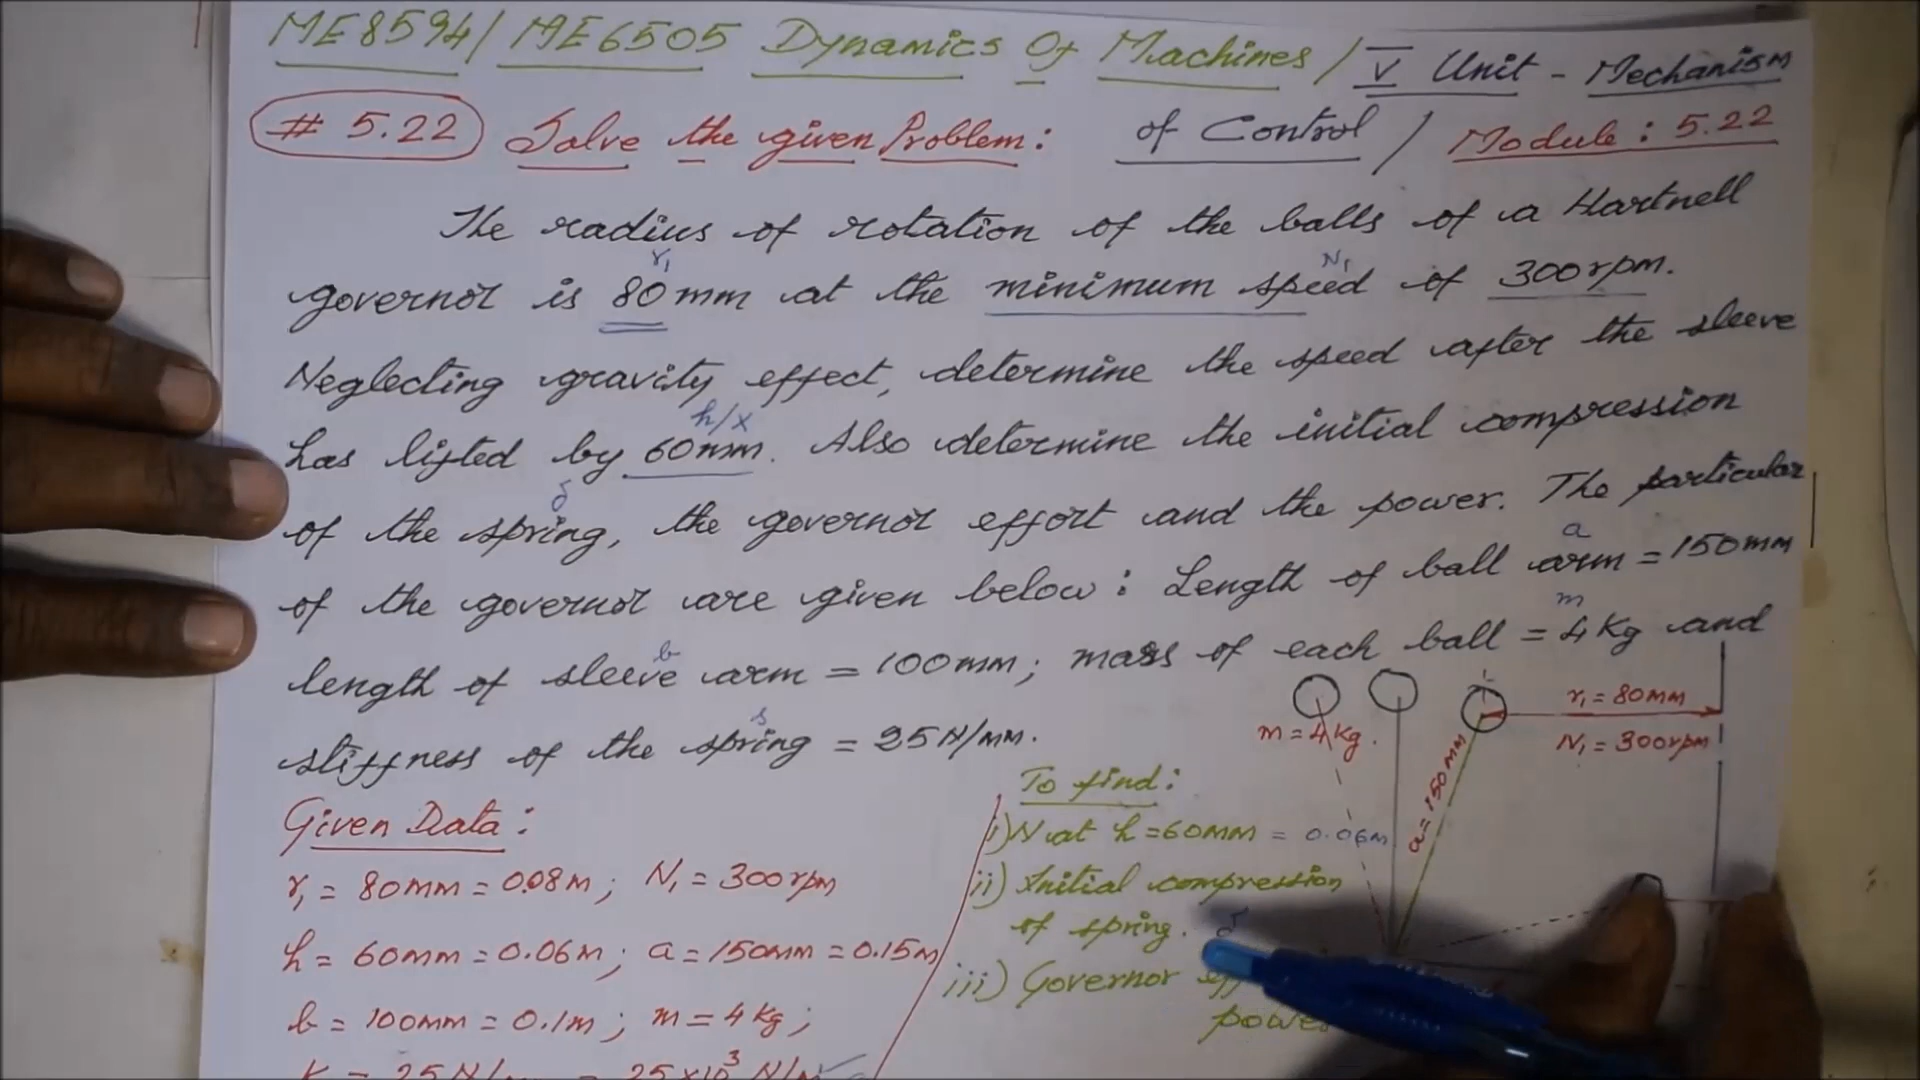 ME8594/ME6505 Dynamics Of Machines / V Unit - Mechanism
# 5.22 Solve the given Problem: of Control / Module: 5.22
The radius of rotation of the balls of a Hartnell
r₁ N₁
governor is 80mm at the minimum speed of 300rpm.
Neglecting gravity effect, determine the speed after the sleeve
h/x
has lifted by 60mm. Also determine the initial compression
δ
of the spring, the governor effort and the power. The particular
a
of the governor are given below: Length of ball arm = 150mm
b m
length of sleeve arm = 100mm; mass of each ball = 4Kg and
s
stiffness of the spring = 25N/mm.
m = 4kg.
r₁ = 80mm
N₁ = 300rpm
a = 150mm
Given Data:
r₁ = 80mm = 0.08m; N₁ = 300rpm
h = 60mm = 0.06m; a = 150mm = 0.15m
b = 100mm = 0.1m; m = 4kg;
25 × 10³
To find:
i) N at h = 60mm = 0.06m
ii) Initial compression
of spring. δ
iii) Governor
power